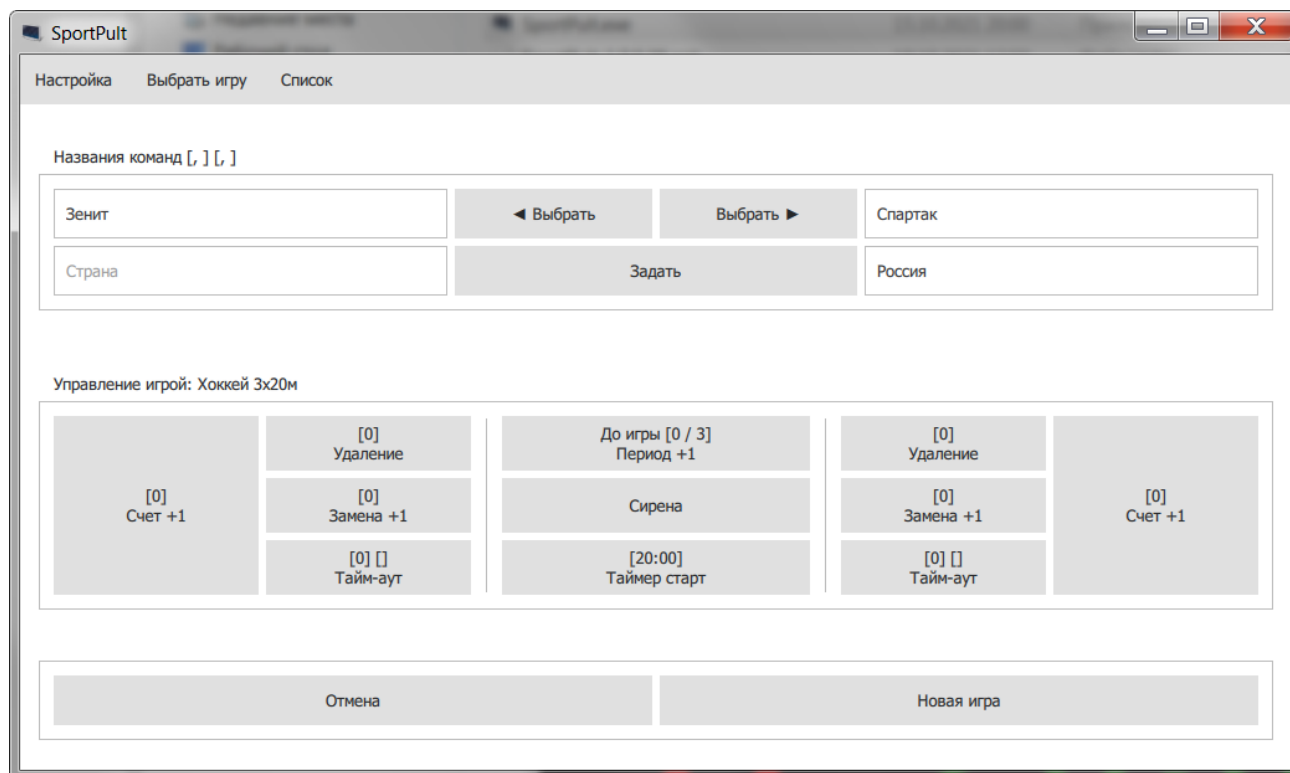 SportPult
Настройка Выбрать игру Список
Названия команд [, ] [, ]
Зенит ◄ Выбрать Выбрать ► Спартак
Страна Задать Россия
Управление игрой: Хоккей 3х20м
[0]
Счет +1
[0]
Удаление
[0]
Замена +1
[0] []
Тайм-аут
До игры [0 / 3]
Период +1
Сирена
[20:00]
Таймер старт
[0]
Удаление
[0]
Замена +1
[0] []
Тайм-аут
[0]
Счет +1
Отмена Новая игра